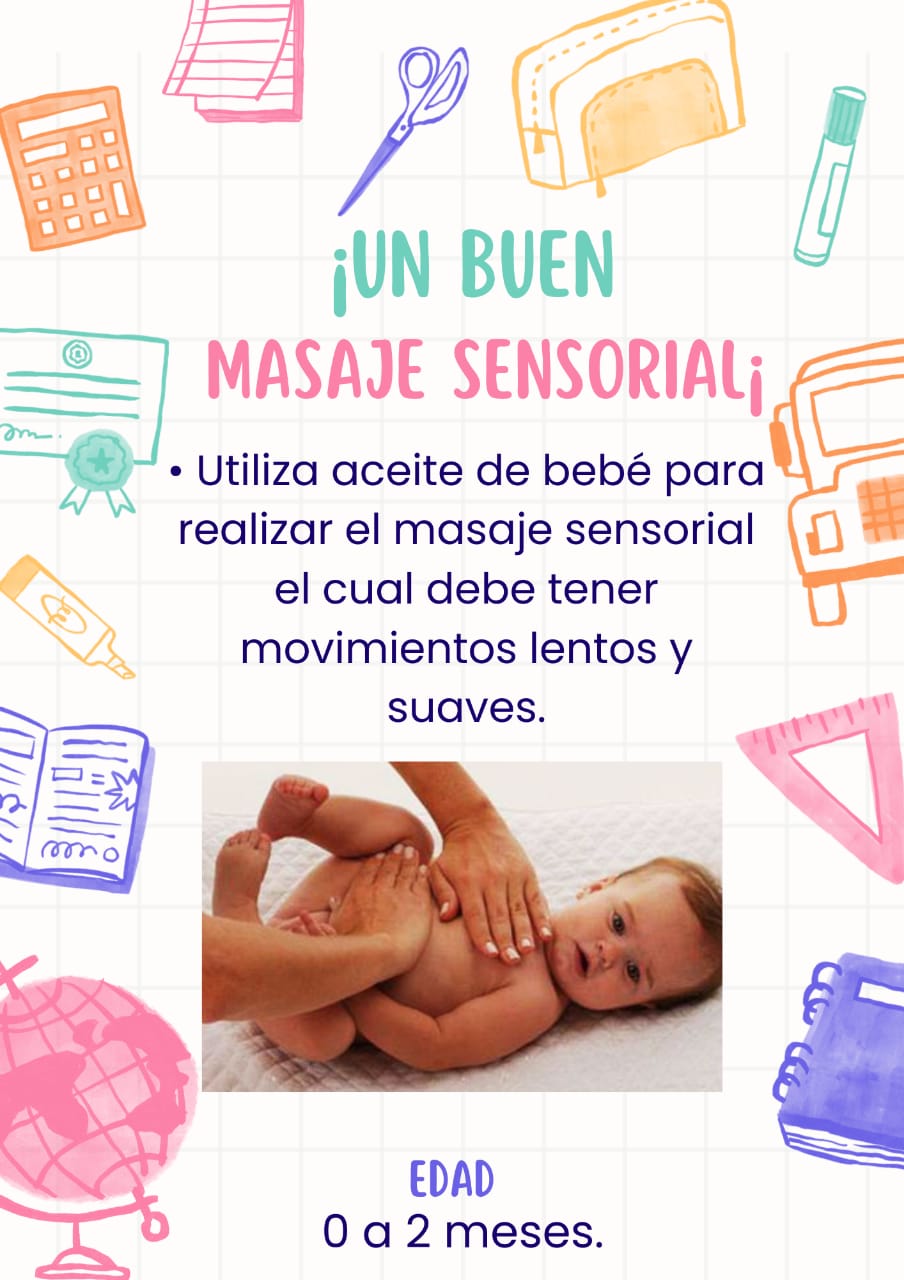 ¡UN BUEN
MASAJE SENSORIAL¡
• Utiliza aceite de bebé para
realizar el masaje sensorial
el cual debe tener
movimientos lentos y
suaves.
EDAD
0 a 2 meses.